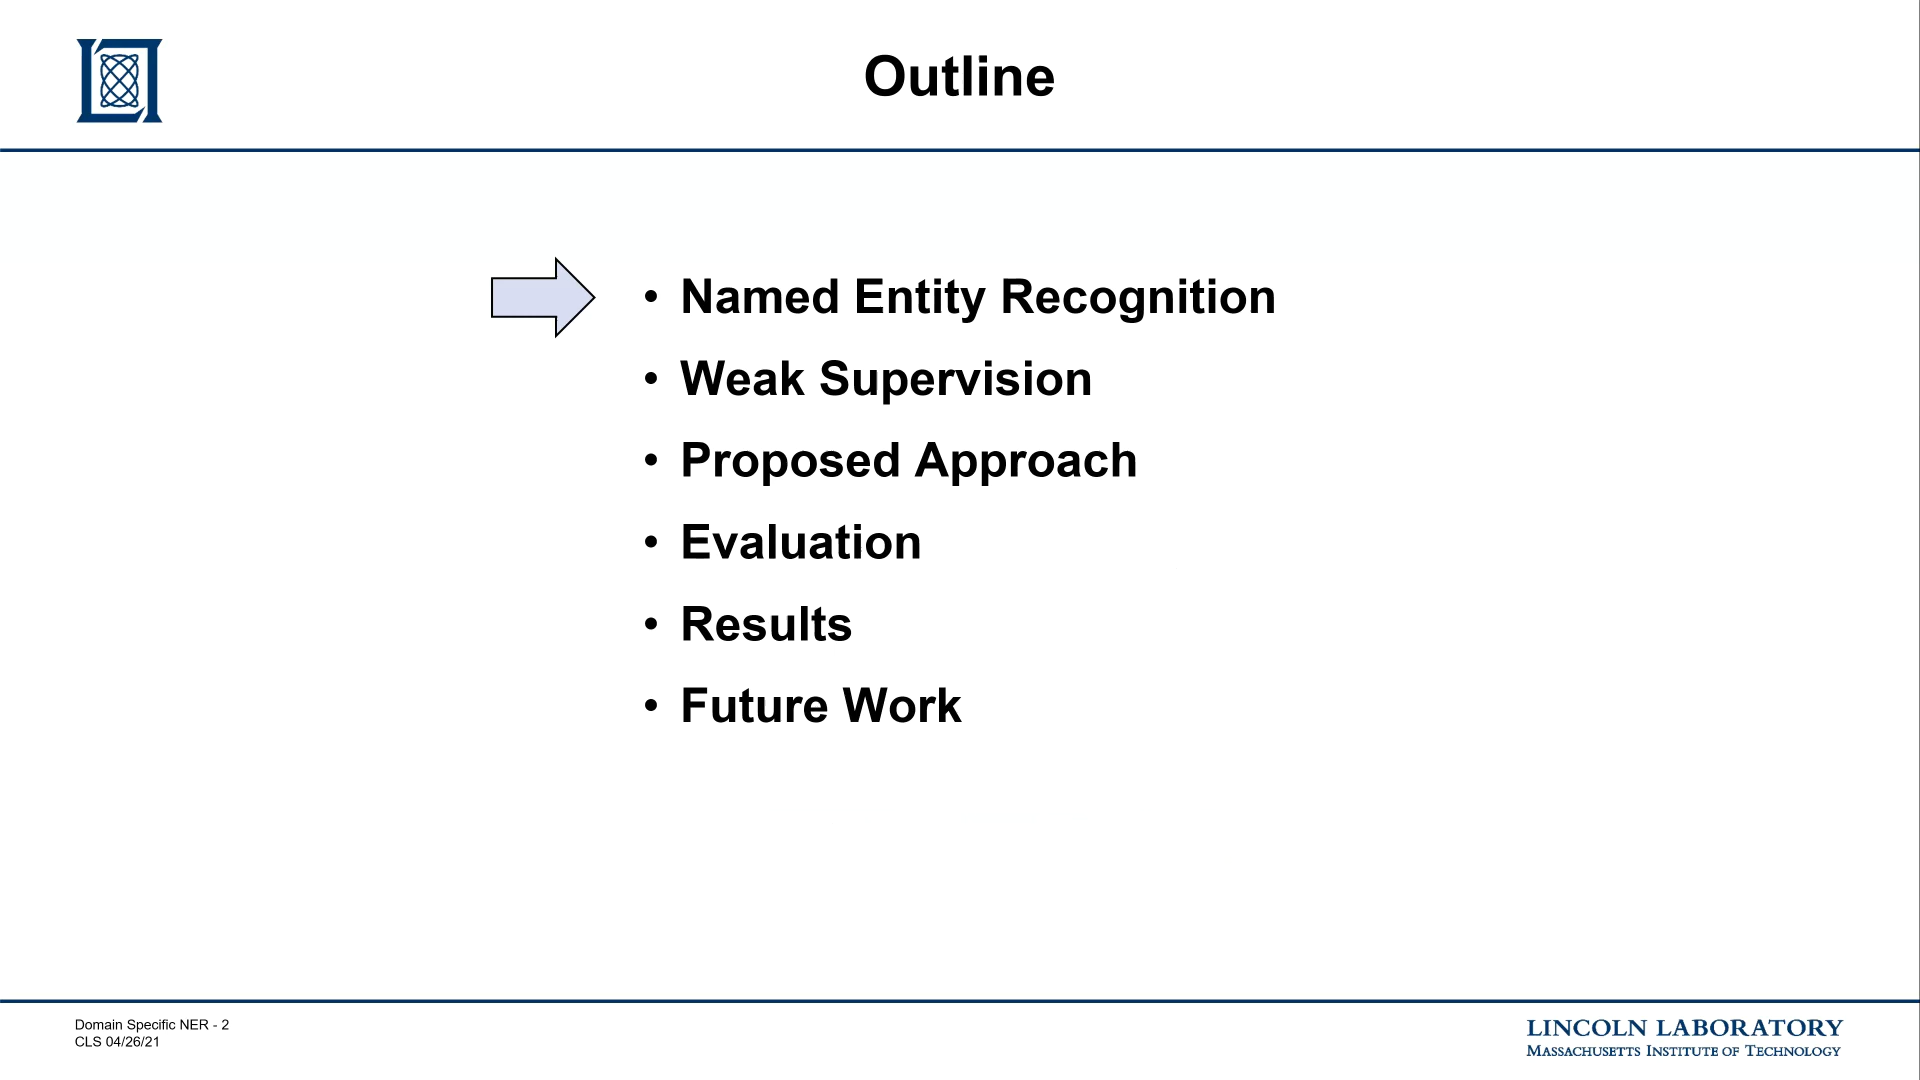 Outline
• Named Entity Recognition
• Weak Supervision
• Proposed Approach
• Evaluation
• Results
• Future Work
Domain Specific NER - 2
CLS 04/26/21
LINCOLN LABORATORY
MASSACHUSETTS INSTITUTE OF TECHNOLOGY